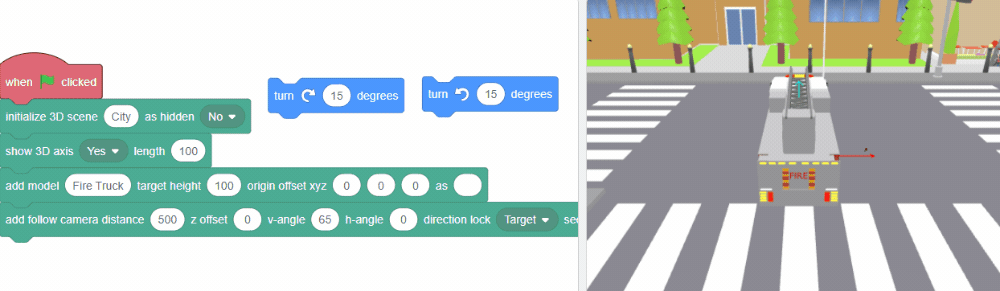 when clicked
turn 15 degrees
turn 15 degrees
initialize 3D scene City as hidden No
show 3D axis Yes length 100
add model Fire Truck target height 100 origin offset xyz 0 0 0 as
add follow camera distance 500 z offset 0 v-angle 65 h-angle 0 direction lock Target sec
FIRE